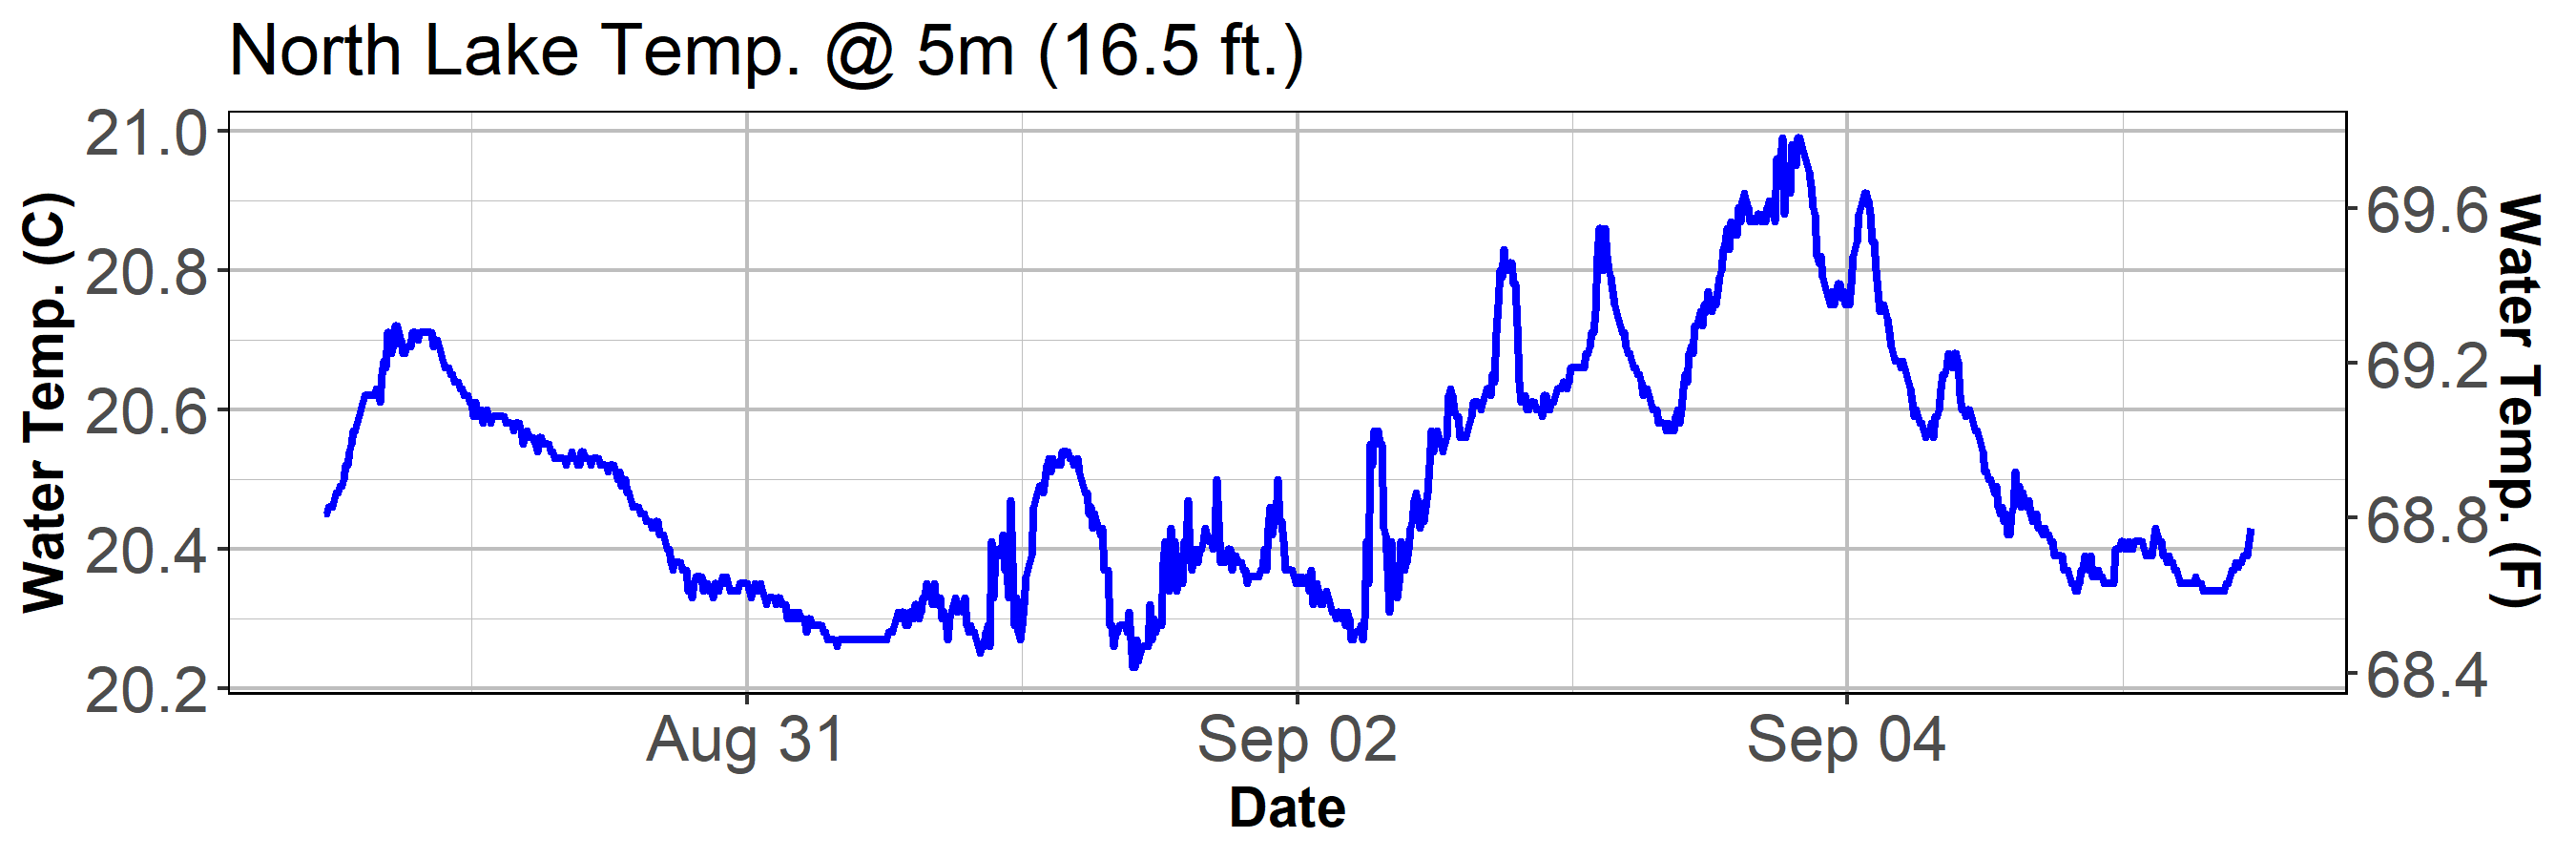 North Lake Temp. @ 5m (16.5 ft.)
Water Temp. (C)
21.0
20.8
20.6
20.4
20.2
69.6
69.2
68.8
68.4
Water Temp. (F)
Aug 31
Sep 02
Sep 04
Date